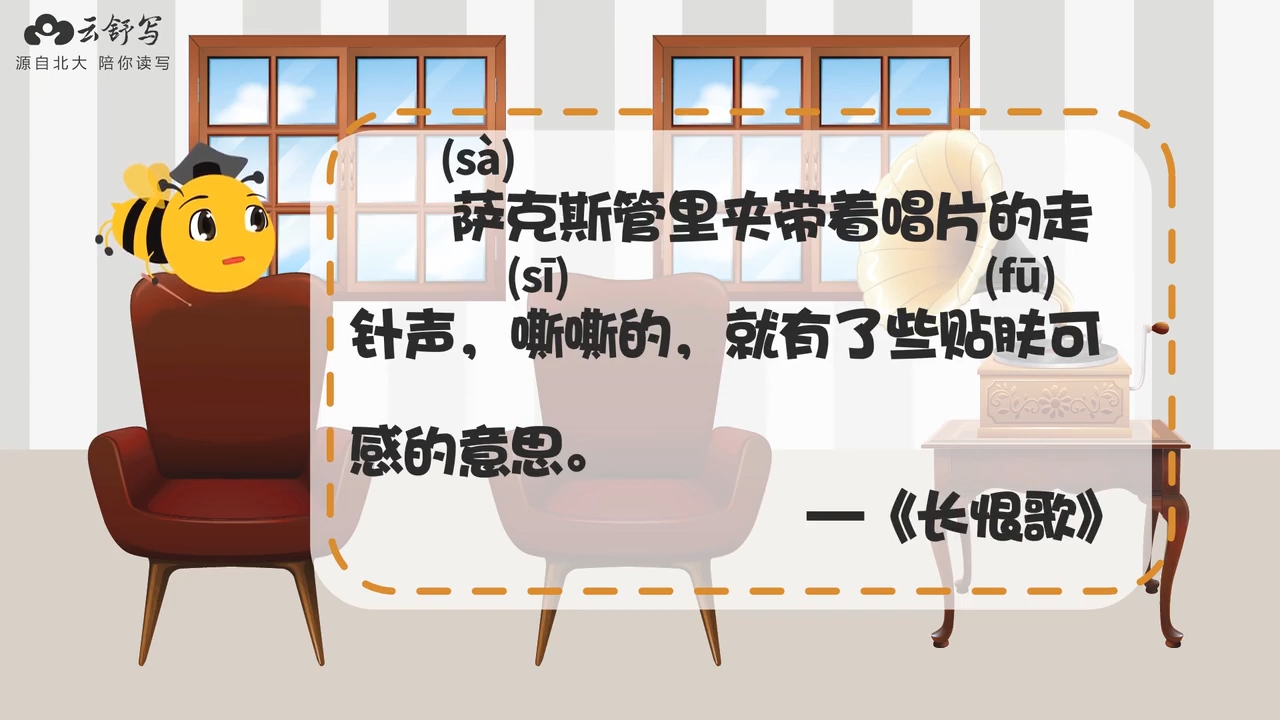 云舒写
源自北大 陪你读写
(sà)
萨克斯管里夹带着唱片的走
(sī) (fū)
针声，嘶嘶的，就有了些贴肤可
感的意思。
—《长恨歌》